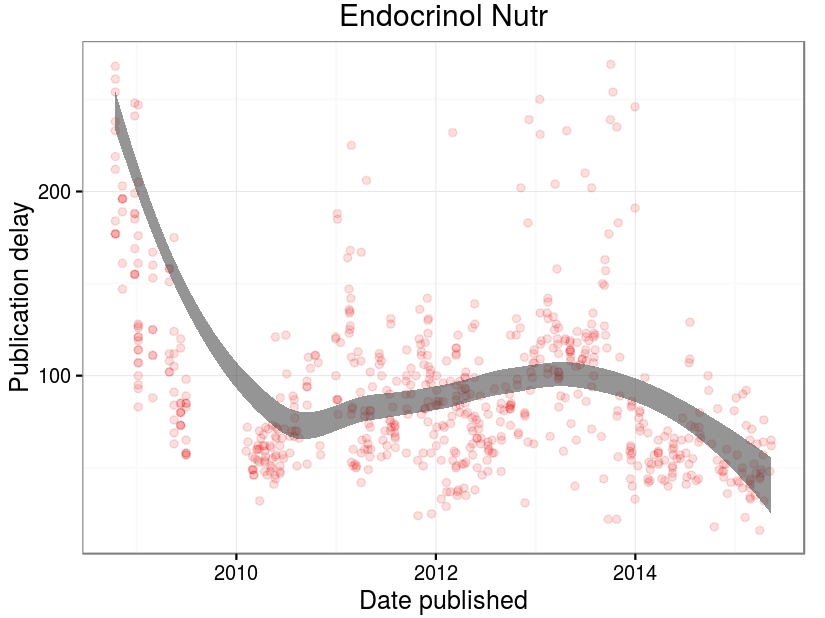 Endocrinol Nutr
Publication delay
200
100
2010 2012 2014
Date published